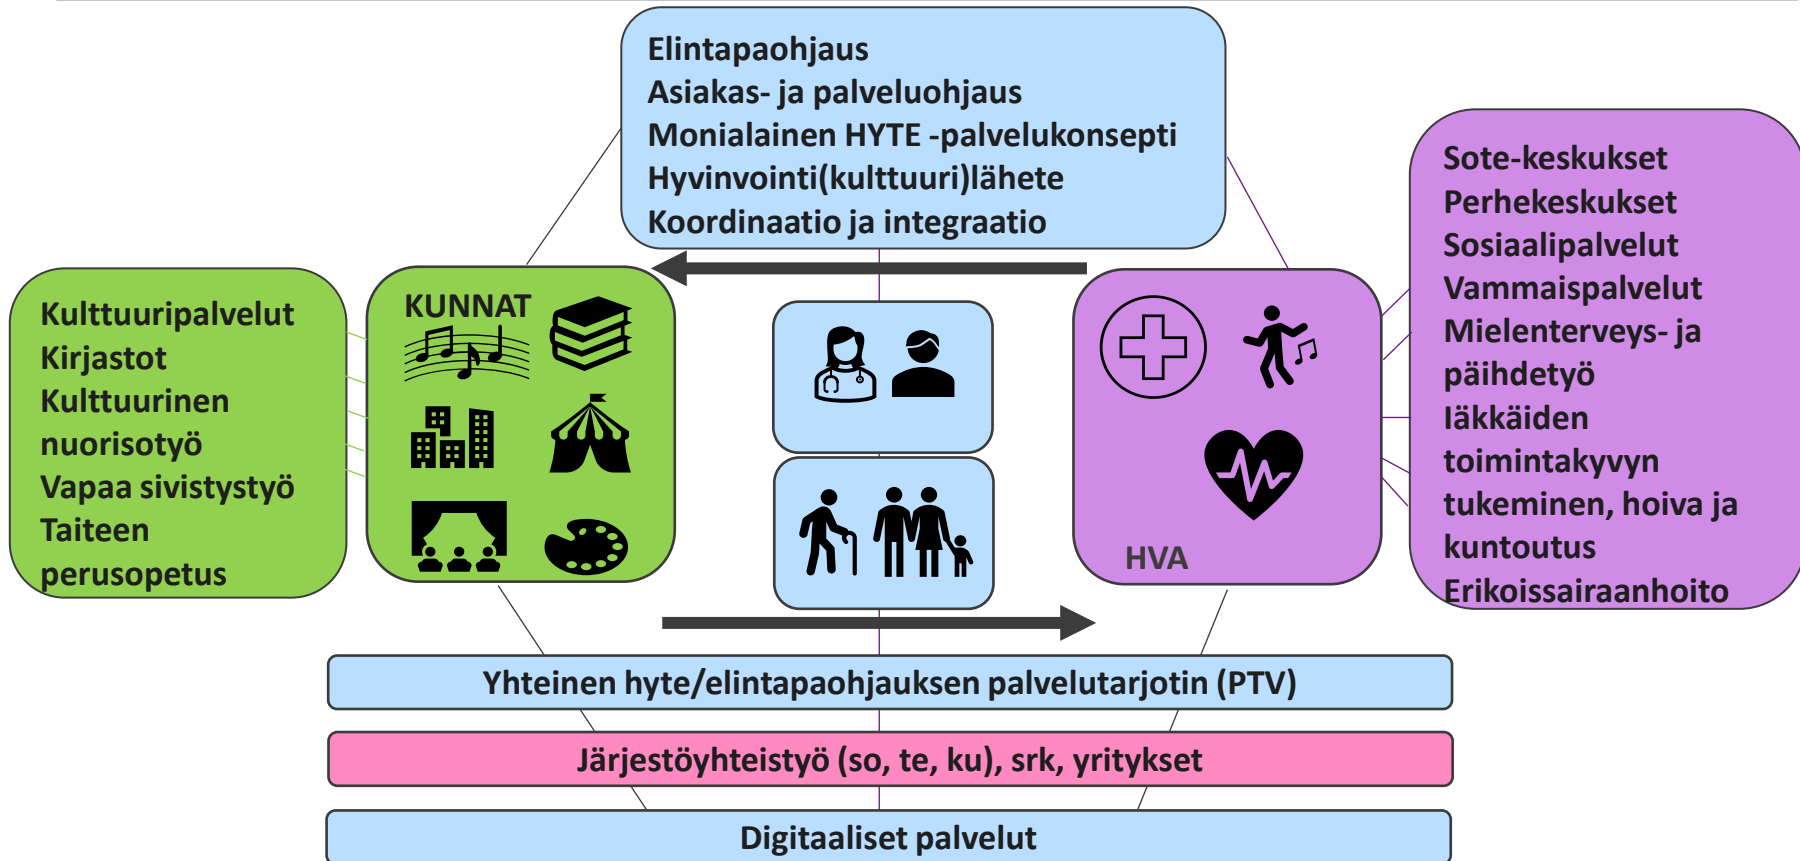 Elintapaohjaus
Asiakas- ja palveluohjaus
Monialainen HYTE -palvelukonsepti
Hyvinvointi(kulttuuri)lähete
Koordinaatio ja integraatio
Kulttuuripalvelut
Kirjastot
Kulttuurinen
nuorisotyö
Vapaa sivistystyö
Taiteen
perusopetus
KUNNAT
HVA
Sote-keskukset
Perhekeskukset
Sosiaalipalvelut
Vammaispalvelut
Mielenterveys- ja
päihdetyö
Iäkkäiden
toimintakyvyn
tukeminen, hoiva ja
kuntoutus
Erikoissairaanhoito
Yhteinen hyte/elintapaohjauksen palvelutarjotin (PTV)
Järjestöyhteistyö (so, te, ku), srk, yritykset
Digitaaliset palvelut